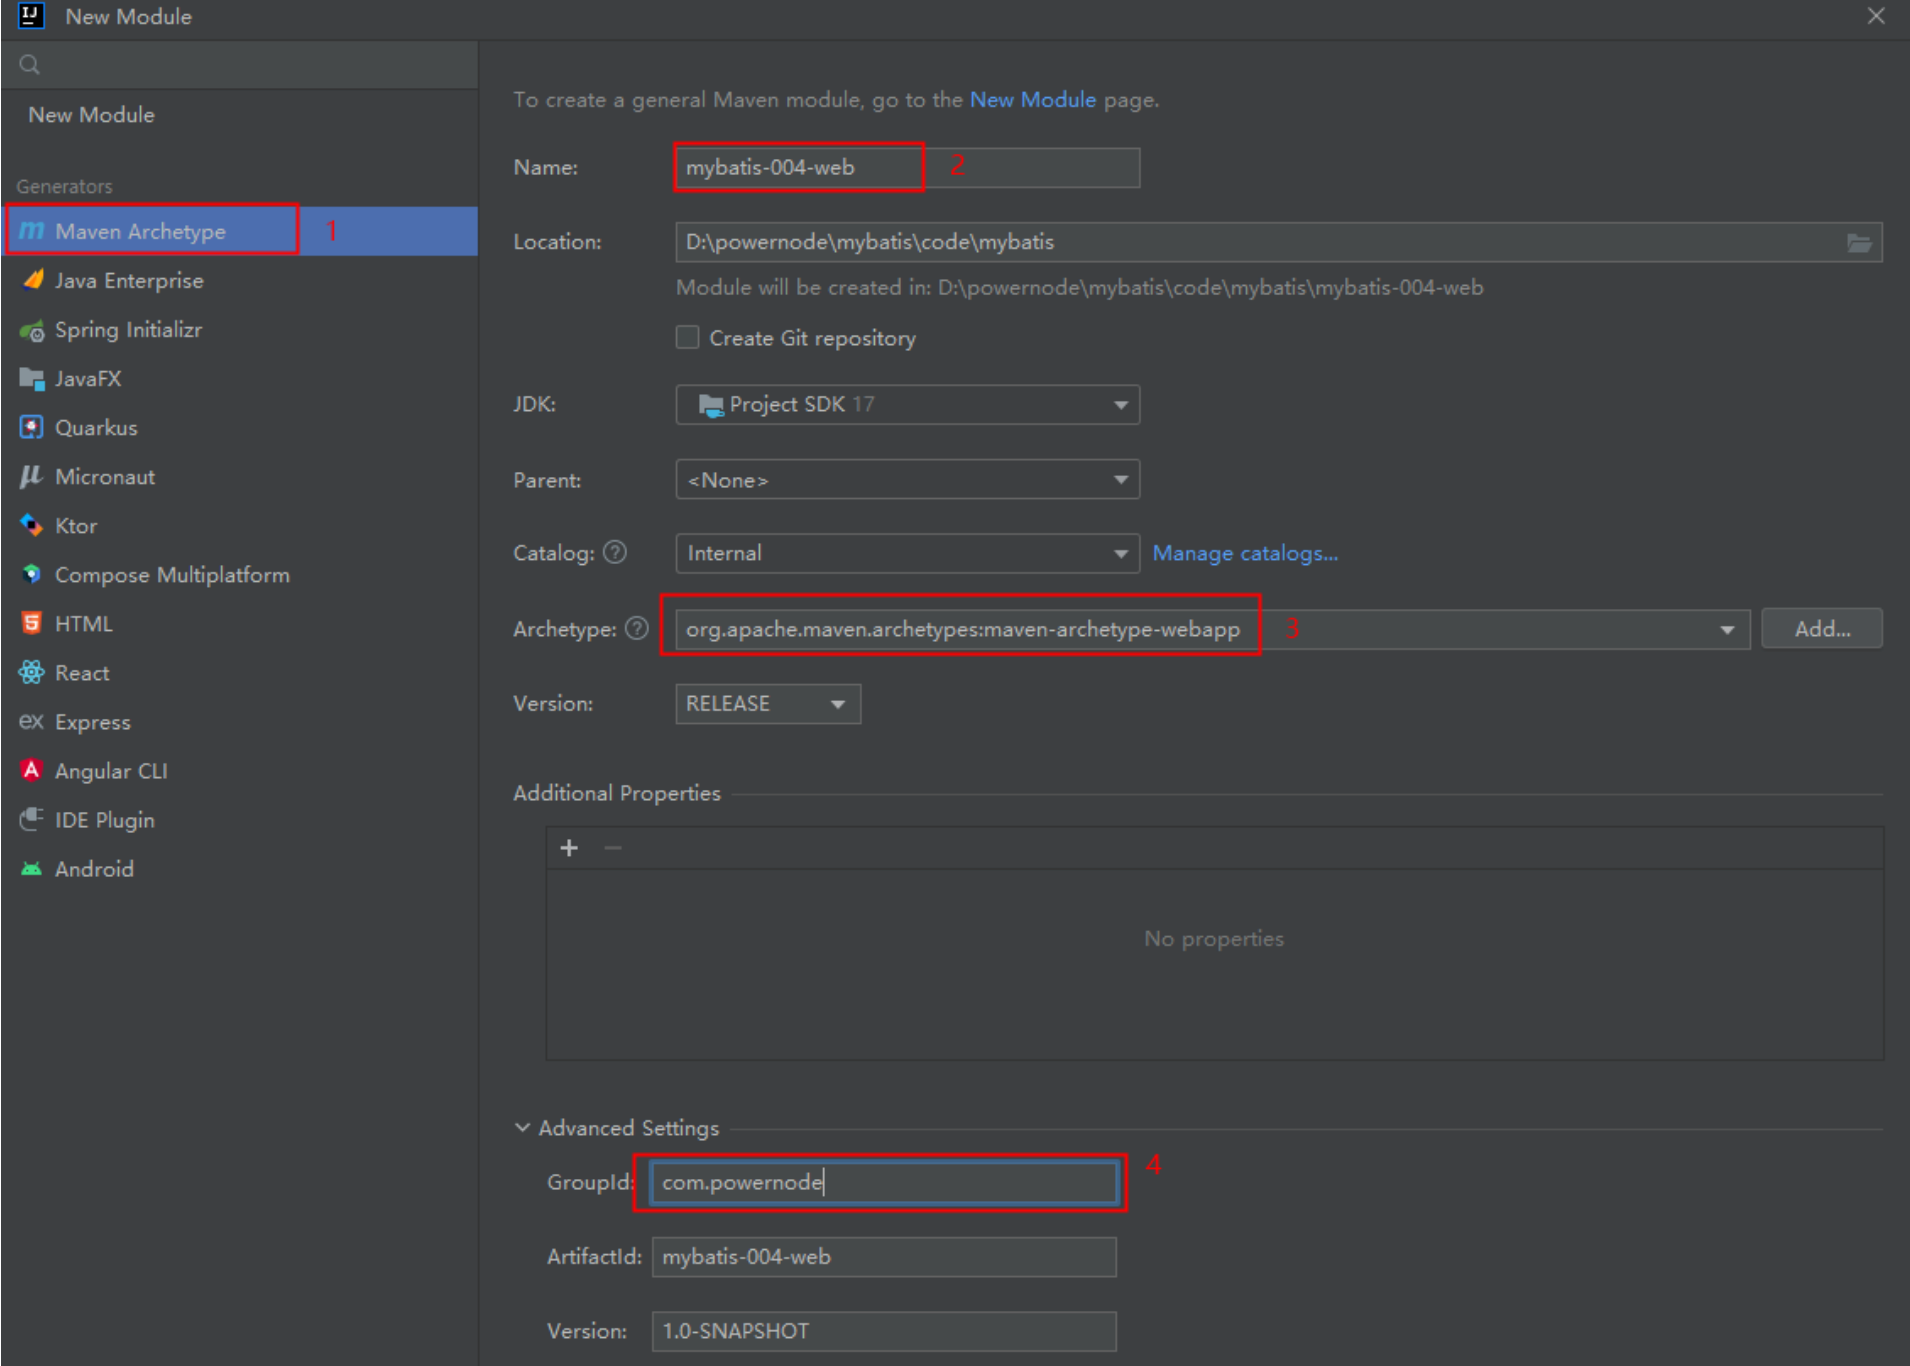 New Module
New Module
Generators
Maven Archetype 1
Java Enterprise
Spring Initializr
JavaFX
Quarkus
Micronaut
Ktor
Compose Multiplatform
HTML
React
ex Express
Angular CLI
IDE Plugin
Android
To create a general Maven module, go to the New Module page.
Name: mybatis-004-web 2
Location: D:\powernode\mybatis\code\mybatis
Module will be created in: D:\powernode\mybatis\code\mybatis\mybatis-004-web
Create Git repository
JDK: Project SDK 17
Parent: <None>
Catalog: ? Internal Manage catalogs...
Archetype: ? org.apache.maven.archetypes:maven-archetype-webapp 3 Add...
Version: RELEASE
Additional Properties
No properties
Advanced Settings
GroupId: com.powernode 4
ArtifactId: mybatis-004-web
Version: 1.0-SNAPSHOT